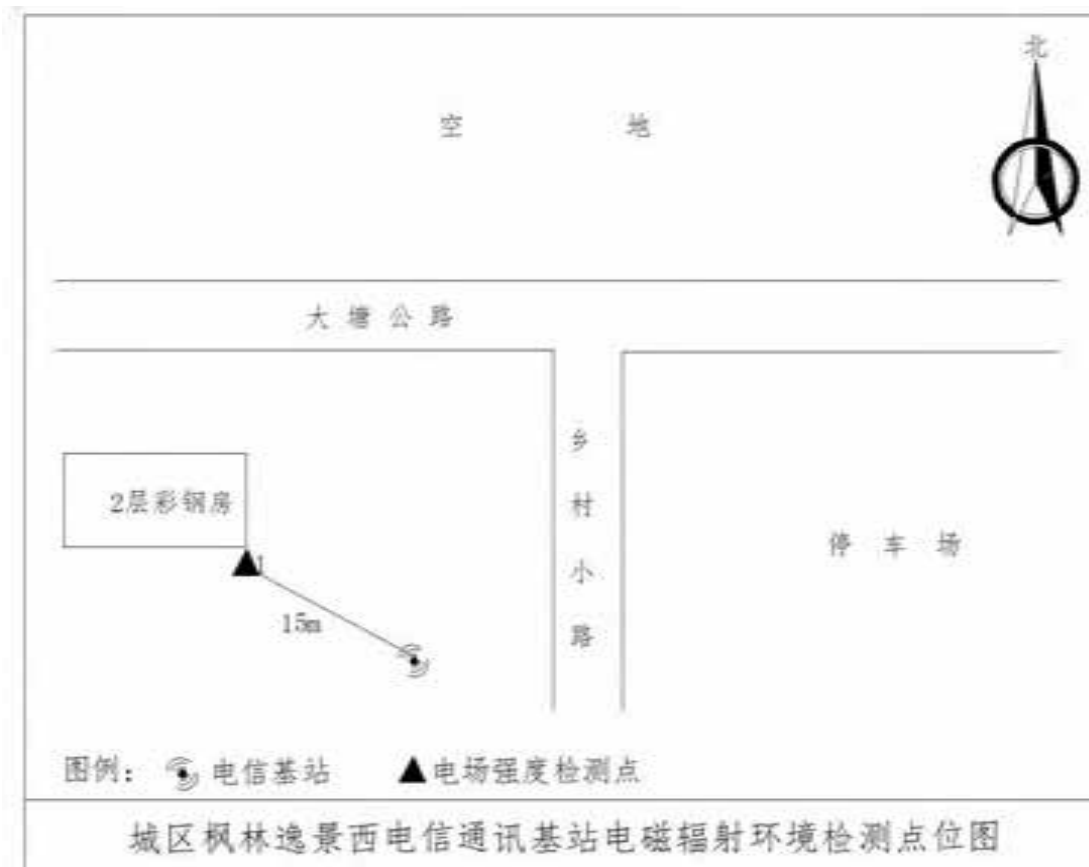 北
空 地
大塘公路
乡村小路
2层彩钢房
停车场
1
15m
图例： 电信基站 电场强度检测点
城区枫林逸景西电信通讯基站电磁辐射环境检测点位图